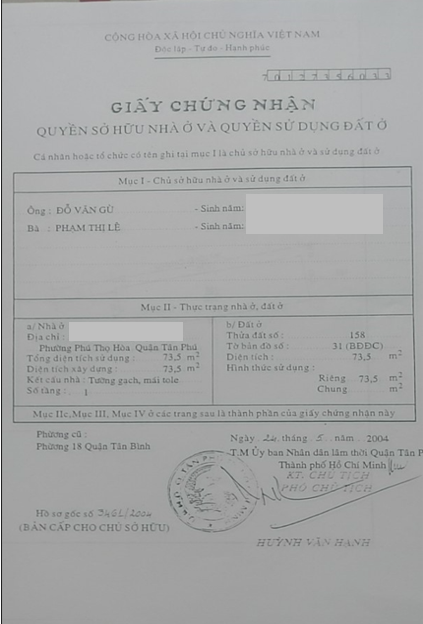 CỘNG HÒA XÃ HỘI CHỦ NGHĨA VIỆT NAM
Độc lập - Tự do - Hạnh phúc
GIẤY CHỨNG NHẬN
QUYỀN SỞ HỮU NHÀ Ở VÀ QUYỀN SỬ DỤNG ĐẤT Ở
Cá nhân hoặc tổ chức có tên ghi tại mục I là chủ sở hữu nhà ở và sử dụng đất ở
Mục I - Chủ sở hữu nhà ở và sử dụng đất ở
Ông : ĐỖ VĂN GỪ - Sinh năm:
Bà : PHẠM THỊ LÊ - Sinh năm:
Mục II - Thực trạng nhà ở, đất ở
a/ Nhà ở
Địa chỉ :
Phường Phú Thọ Hòa Quận Tân Phú
Tổng diện tích sử dụng : 73,5 m²
Diện tích xây dựng : 73,5 m²
Kết cấu nhà : Tường gạch, mái tole
Số tầng : 1
b/ Đất ở
Thửa đất số : 158
Tờ bản đồ số : 31 (BĐĐC)
Diện tích : 73,5 m²
Hình thức sử dụng :
Riêng 73,5 m²
Chung m²
Mục IIc, Mục III, Mục IV ở các trang sau là thành phần của giấy chứng nhận này
Phường cũ :
Phường 18 Quận Tân Bình
Ngày 24 tháng 5 năm 2004
T.M Ủy ban Nhân dân lâm thời Quận Tân P
Thành phố Hồ Chí Minh
KT. CHỦ TỊCH
PHÓ CHỦ TỊCH
Hồ sơ gốc số /2004
(BẢN CẤP CHO CHỦ SỞ HỮU)
HUỲNH VĂN HẠNH